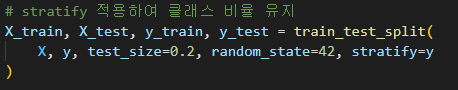 # stratify 적용하여 클래스 비율 유지
X_train, X_test, y_train, y_test = train_test_split(
    X, y, test_size=0.2, random_state=42, stratify=y
)